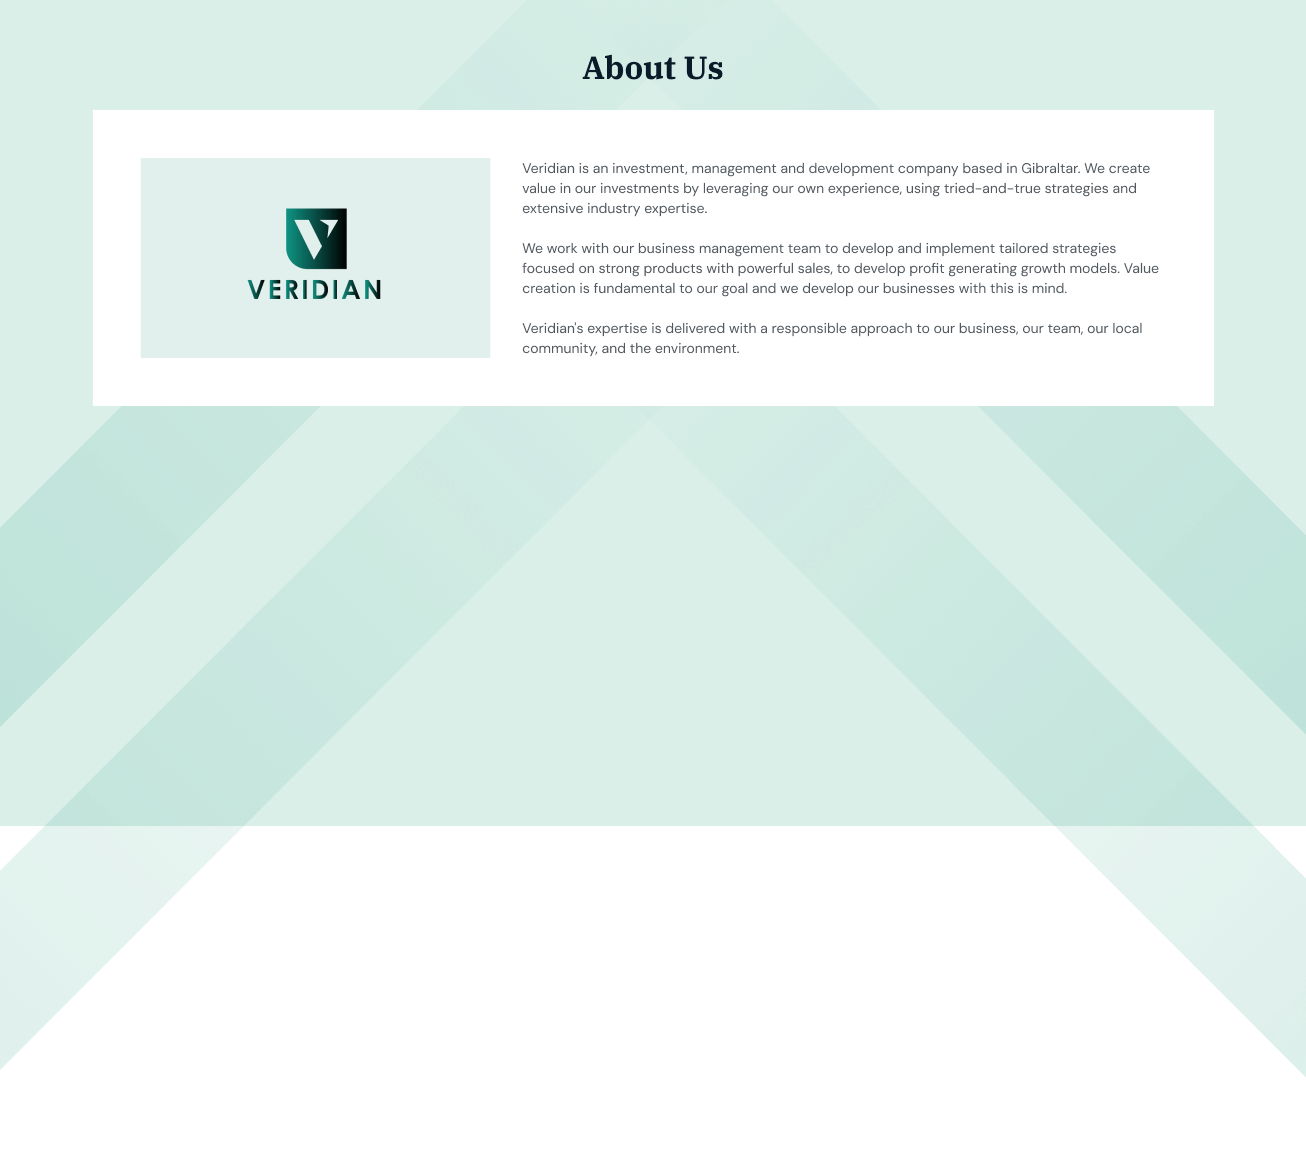 About Us
VERIDIAN
Veridian is an investment, management and development company based in Gibraltar. We create
value in our investments by leveraging our own experience, using tried-and-true strategies and
extensive industry expertise.
We work with our business management team to develop and implement tailored strategies
focused on strong products with powerful sales, to develop profit generating growth models. Value
creation is fundamental to our goal and we develop our businesses with this is mind.
Veridian's expertise is delivered with a responsible approach to our business, our team, our local
community, and the environment.